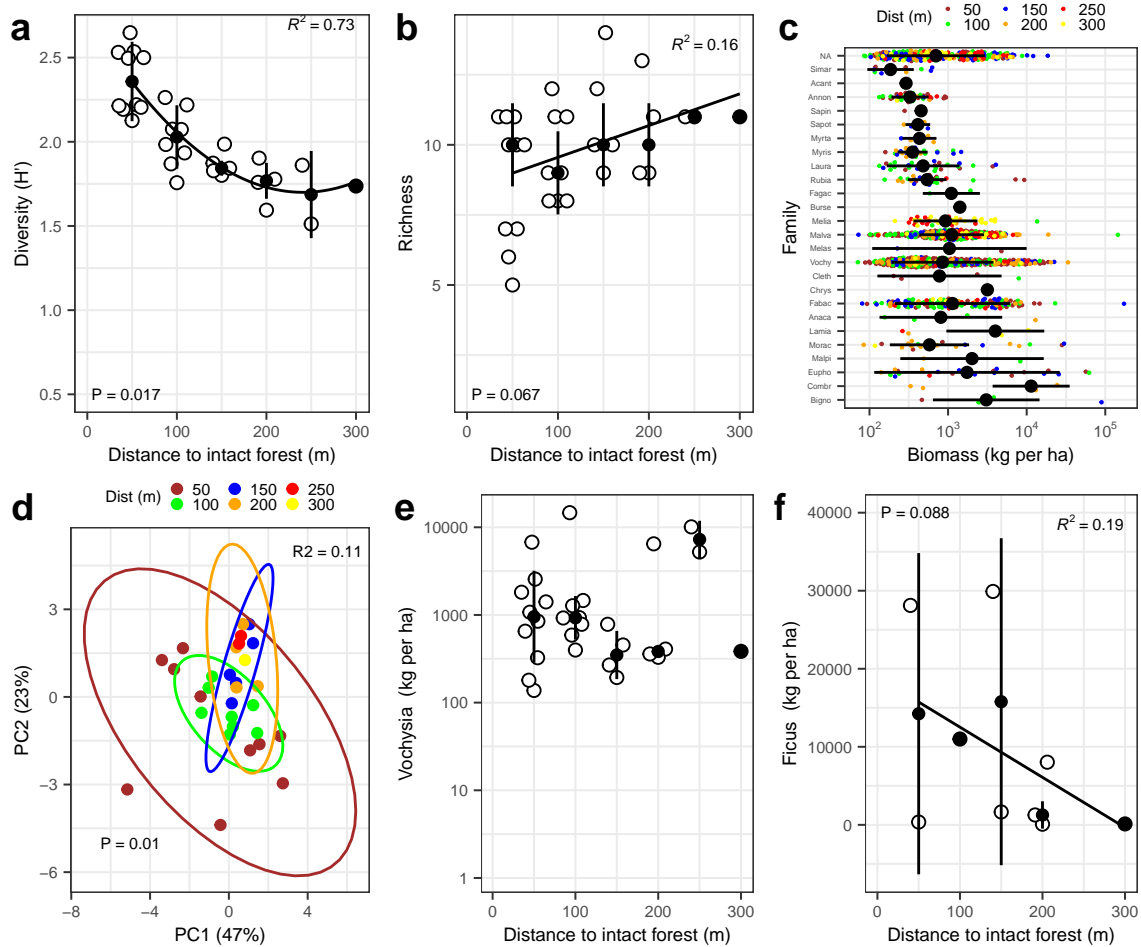 a
R² = 0.73
2.5
2.0
1.5
1.0
0.5
Diversity (H')
P = 0.017
0 100 200 300
Distance to intact forest (m)
b
R² = 0.16
10
5
Richness
P = 0.067
0 100 200 300
Distance to intact forest (m)
c
Dist (m) 50 150 250
100 200 300
NA
Simar
Acant
Annon
Sapin
Sapot
Myrta
Myris
Laura
Rubia
Fagac
Burse
Melia
Malva
Melas
Vochy
Cleth
Chrys
Fabac
Anaca
Lamia
Morac
Malpi
Eupho
Combr
Bigno
Family
10² 10³ 10⁴ 10⁵
Biomass (kg per ha)
d
Dist (m) 50 150 250
100 200 300
R2 = 0.11
3
0
−3
−6
PC2 (23%)
P = 0.01
−8 −4 0 4
PC1 (47%)
e
10000
1000
100
10
1
Vochysia (kg per ha)
0 100 200 300
Distance to intact forest (m)
f
P = 0.088
R² = 0.19
40000
30000
20000
10000
0
Ficus (kg per ha)
0 100 200 300
Distance to intact forest (m)